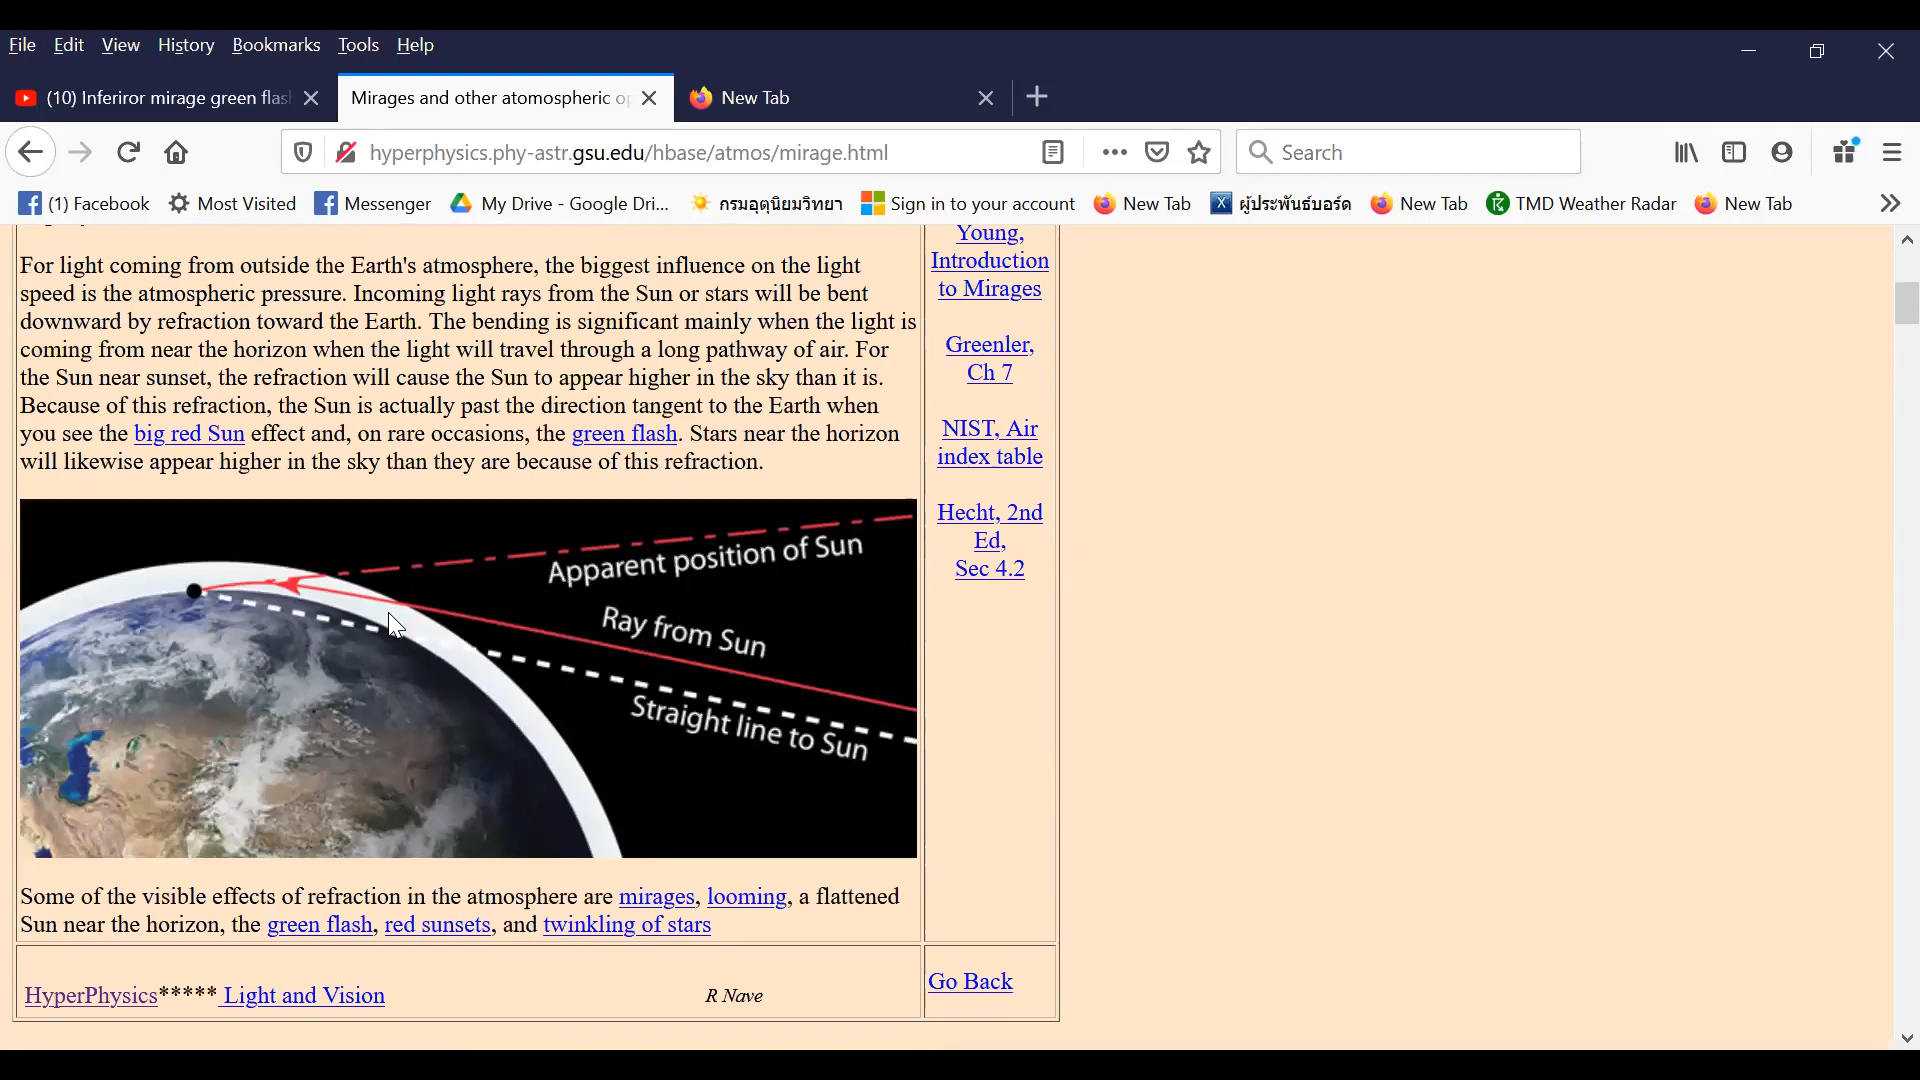 File Edit View History Bookmarks Tools Help
(10) Inferiror mirage green flas
Mirages and other atomospheric op
New Tab
hyperphysics.phy-astr.gsu.edu/hbase/atmos/mirage.html
Search
(1) Facebook
Most Visited
Messenger
My Drive - Google Dri...
กรมอุตุนิยมวิทยา
Sign in to your account
New Tab
ผู้ประพันธ์บอร์ด
New Tab
TMD Weather Radar
New Tab
For light coming from outside the Earth's atmosphere, the biggest influence on the light
speed is the atmospheric pressure. Incoming light rays from the Sun or stars will be bent
downward by refraction toward the Earth. The bending is significant mainly when the light is
coming from near the horizon when the light will travel through a long pathway of air. For
the Sun near sunset, the refraction will cause the Sun to appear higher in the sky than it is.
Because of this refraction, the Sun is actually past the direction tangent to the Earth when
you see the big red Sun effect and, on rare occasions, the green flash. Stars near the horizon
will likewise appear higher in the sky than they are because of this refraction.
Apparent position of Sun
Ray from Sun
Straight line to Sun
Some of the visible effects of refraction in the atmosphere are mirages, looming, a flattened
Sun near the horizon, the green flash, red sunsets, and twinkling of stars
Young,
Introduction
to Mirages
Greenler,
Ch 7
NIST, Air
index table
Hecht, 2nd
Ed,
Sec 4.2
HyperPhysics***** Light and Vision
R Nave
Go Back